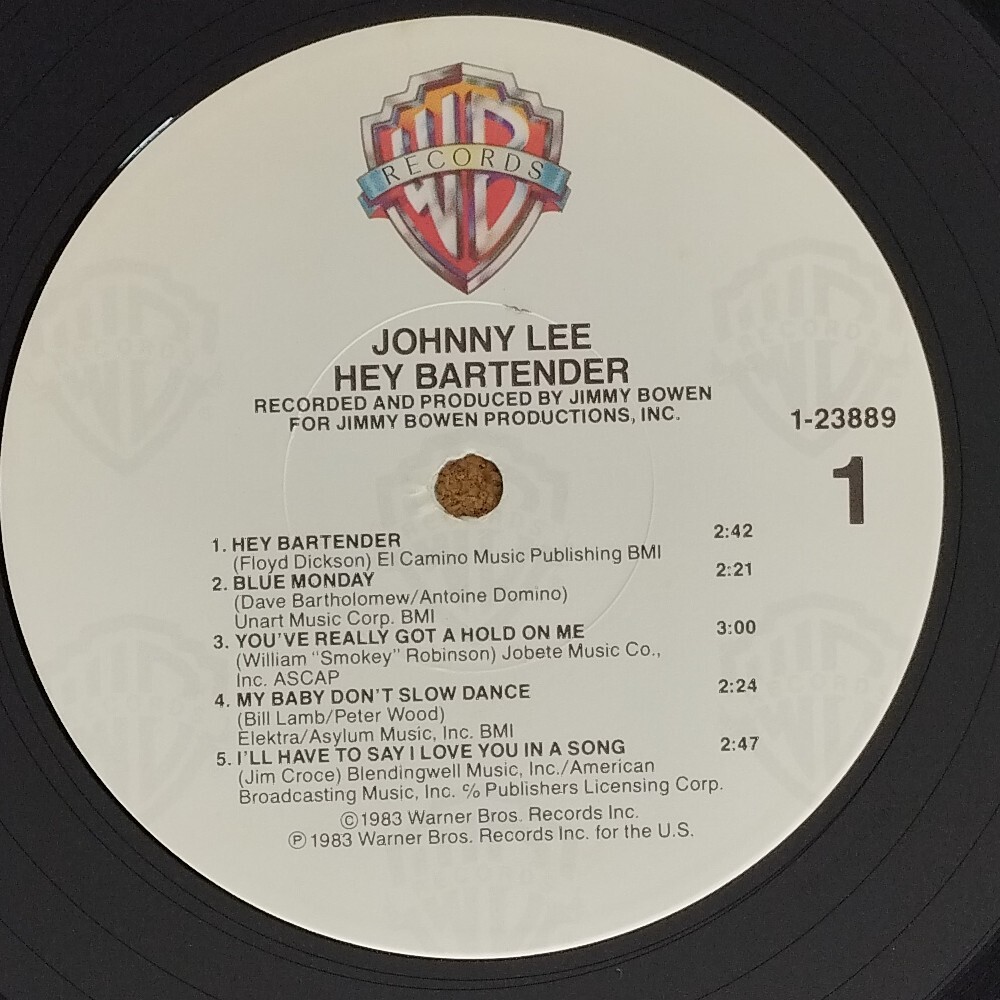 WB
RECORDS
JOHNNY LEE
HEY BARTENDER
RECORDED AND PRODUCED BY JIMMY BOWEN
FOR JIMMY BOWEN PRODUCTIONS, INC.
1-23889
1
1. HEY BARTENDER 2:42
(Floyd Dickson) El Camino Music Publishing BMI
2. BLUE MONDAY 2:21
(Dave Bartholomew/Antoine Domino)
Unart Music Corp. BMI
3. YOU'VE REALLY GOT A HOLD ON ME 3:00
(William "Smokey" Robinson) Jobete Music Co.,
Inc. ASCAP
4. MY BABY DON'T SLOW DANCE 2:24
(Bill Lamb/Peter Wood)
Elektra/Asylum Music, Inc. BMI
5. I'LL HAVE TO SAY I LOVE YOU IN A SONG 2:47
(Jim Croce) Blendingwell Music, Inc./American
Broadcasting Music, Inc. ℅ Publishers Licensing Corp.
©1983 Warner Bros. Records Inc.
℗1983 Warner Bros. Records Inc. for the U.S.